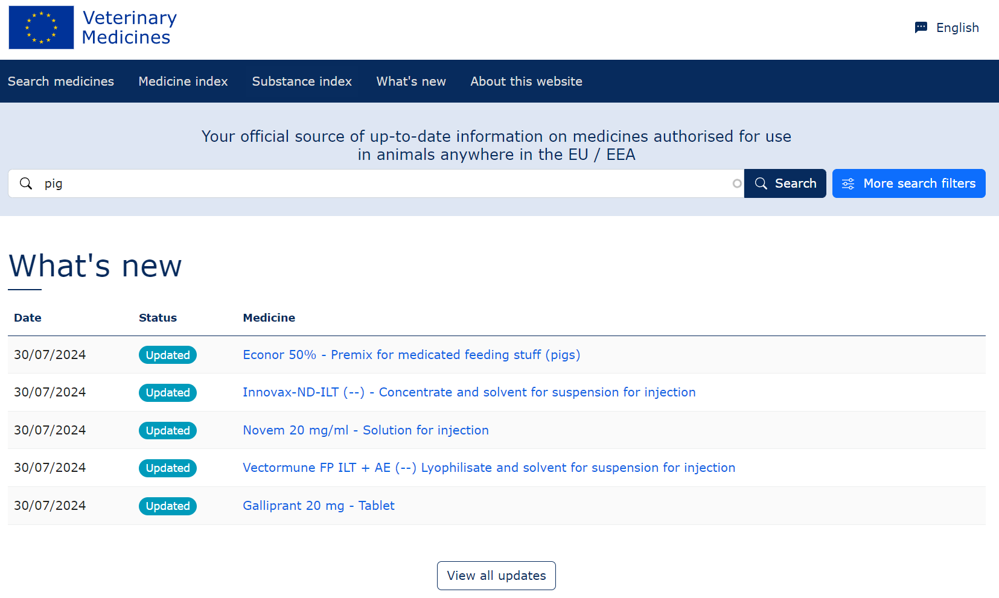 Veterinary
Medicines
English
Search medicines
Medicine index
Substance index
What's new
About this website
Your official source of up-to-date information on medicines authorised for use
in animals anywhere in the EU / EEA
pig
Search
More search filters
What's new
Date Status Medicine
30/07/2024 Updated Econor 50% - Premix for medicated feeding stuff (pigs)
30/07/2024 Updated Innovax-ND-ILT (--) - Concentrate and solvent for suspension for injection
30/07/2024 Updated Novem 20 mg/ml - Solution for injection
30/07/2024 Updated Vectormune FP ILT + AE (--) Lyophilisate and solvent for suspension for injection
30/07/2024 Updated Galliprant 20 mg - Tablet
View all updates